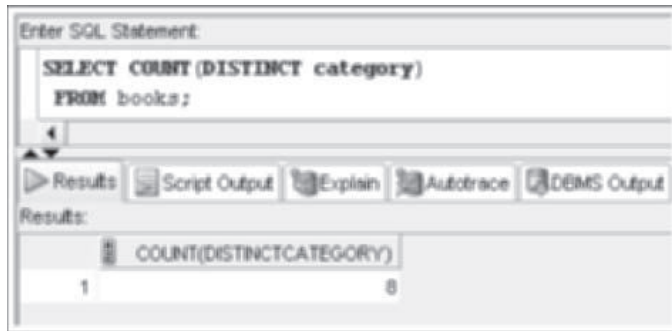 Enter SQL Statement:
SELECT COUNT(DISTINCT category)
FROM books;
Results Script Output Explain Autotrace DBMS Output
Results:
COUNT(DISTINCTCATEGORY)
1 8